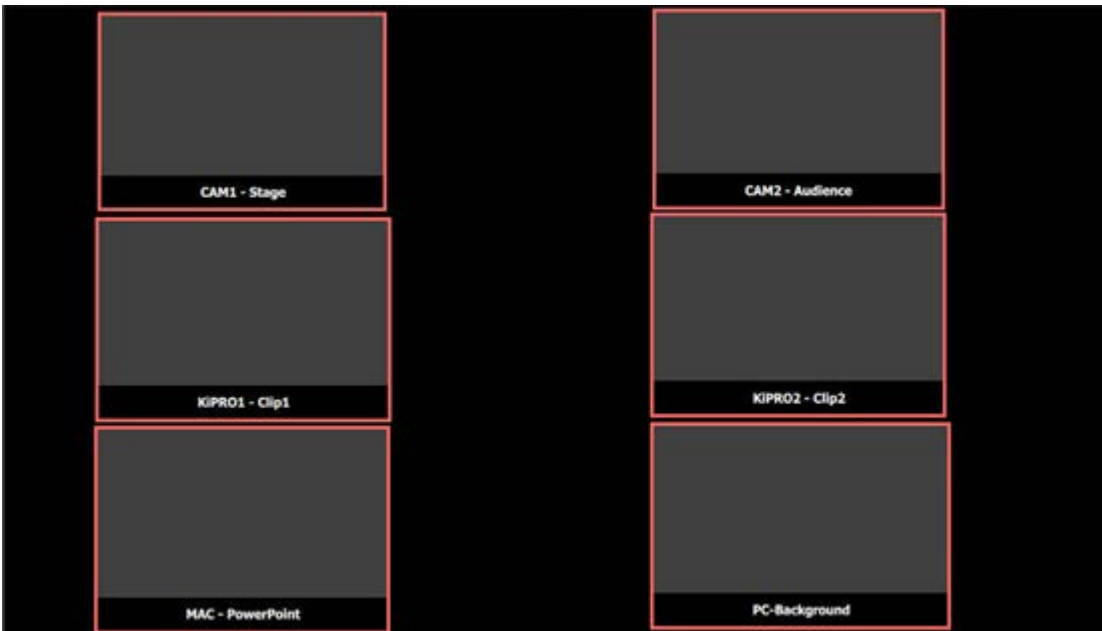 CAM1 - Stage
CAM2 - Audience
KiPRO1 - Clip1
KiPRO2 - Clip2
MAC - PowerPoint
PC-Background